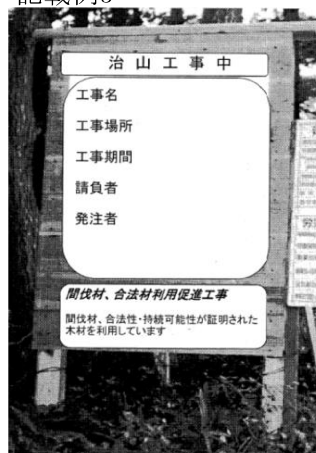 記載例3
治山工事中
工事名
工事場所
工事期間
請負者
発注者
間伐材、合法材利用促進工事
間伐材、合法性・持続可能性が証明された
木材を利用しています